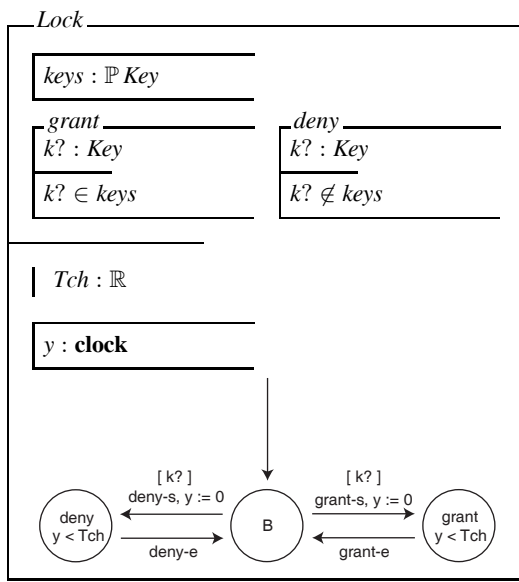 Lock
keys : ℙ Key
grant
k? : Key
k? ∈ keys
deny
k? : Key
k? ∉ keys
Tch : ℝ
y : clock
[ k? ]
deny-s, y := 0
[ k? ]
grant-s, y := 0
deny
y < Tch
B
grant
y < Tch
deny-e
grant-e